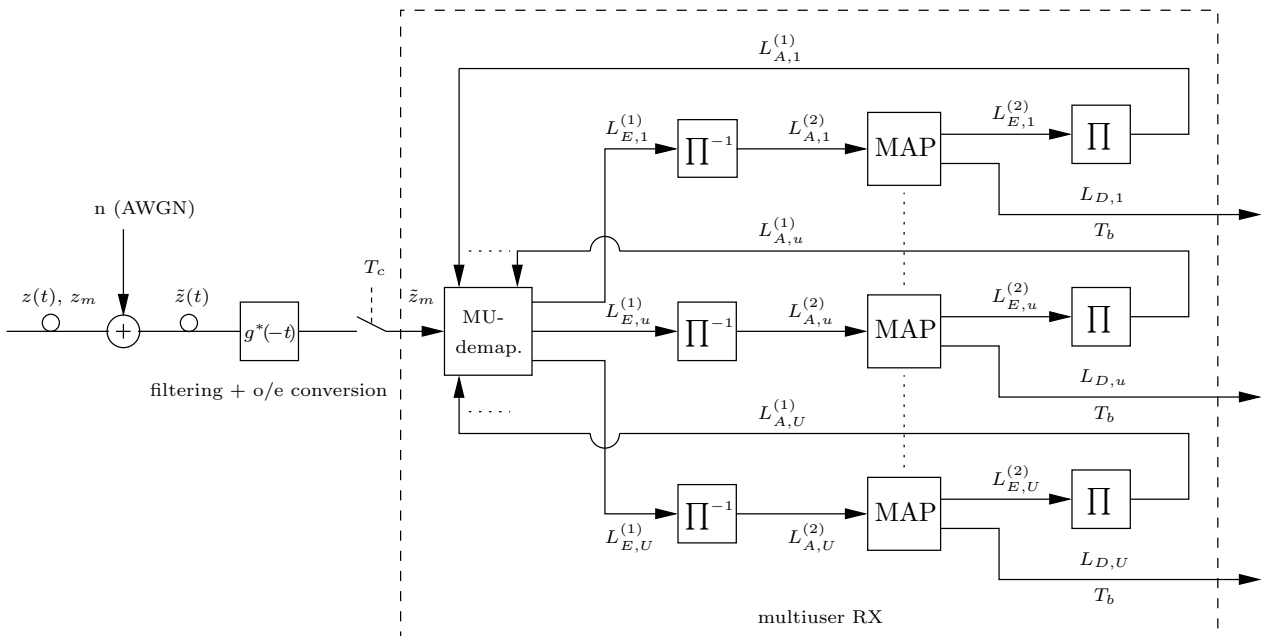 L_{A,1}^{(1)}
L_{E,1}^{(1)} ∏^{-1} L_{A,1}^{(2)} MAP L_{E,1}^{(2)} ∏
L_{D,1}
T_b
n (AWGN)
L_{A,u}^{(1)}
z(t), z_m + z̃(t) g*(-t) T_c z̃_m
MU-
demap.
L_{E,u}^{(1)} ∏^{-1} L_{A,u}^{(2)} MAP L_{E,u}^{(2)} ∏
L_{D,u}
T_b
filtering + o/e conversion
L_{A,U}^{(1)}
L_{E,U}^{(1)} ∏^{-1} L_{A,U}^{(2)} MAP L_{E,U}^{(2)} ∏
L_{D,U}
T_b
multiuser RX